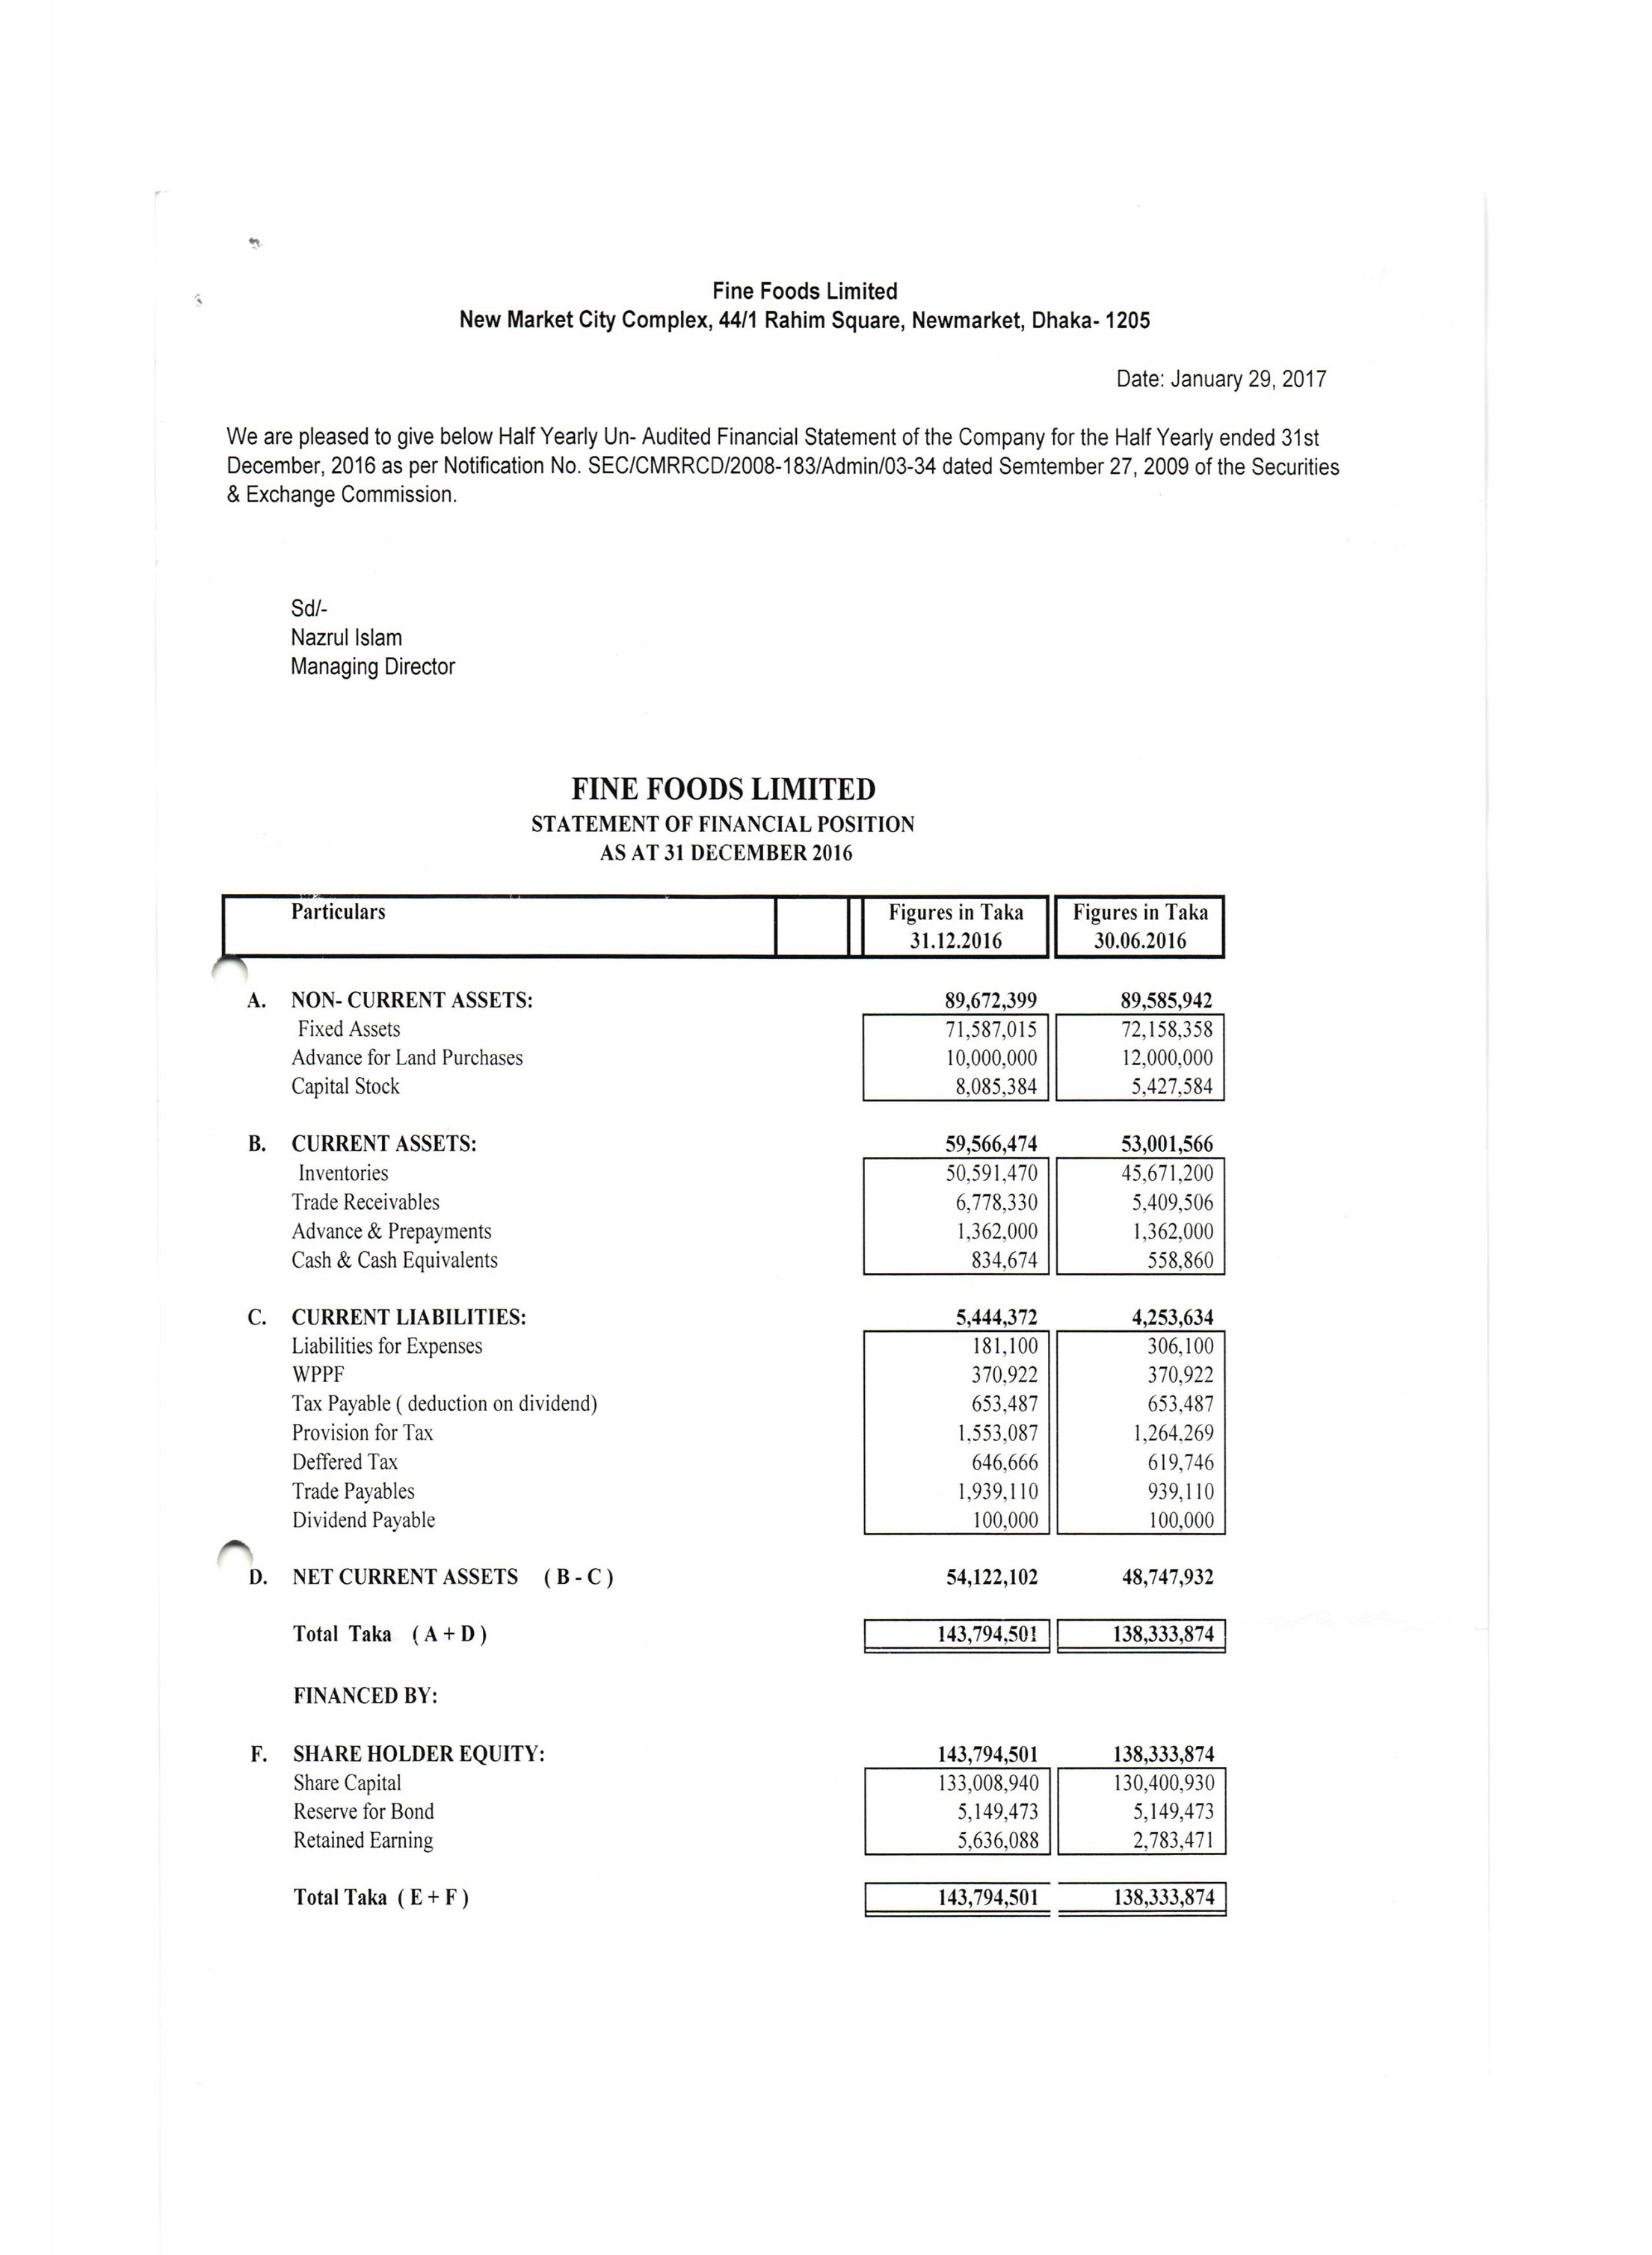 Fine Foods Limited
New Market City Complex, 44/1 Rahim Square, Newmarket, Dhaka- 1205
Date: January 29, 2017
We are pleased to give below Half Yearly Un- Audited Financial Statement of the Company for the Half Yearly ended 31st
December, 2016 as per Notification No. SEC/CMRRCD/2008-183/Admin/03-34 dated Semtember 27, 2009 of the Securities
& Exchange Commission.
Sd/-
Nazrul Islam
Managing Director
FINE FOODS LIMITED
STATEMENT OF FINANCIAL POSITION
AS AT 31 DECEMBER 2016
Particulars Figures in Taka Figures in Taka
31.12.2016 30.06.2016
A. NON- CURRENT ASSETS: 89,672,399 89,585,942
Fixed Assets 71,587,015 72,158,358
Advance for Land Purchases 10,000,000 12,000,000
Capital Stock 8,085,384 5,427,584
B. CURRENT ASSETS: 59,566,474 53,001,566
Inventories 50,591,470 45,671,200
Trade Receivables 6,778,330 5,409,506
Advance & Prepayments 1,362,000 1,362,000
Cash & Cash Equivalents 834,674 558,860
C. CURRENT LIABILITIES: 5,444,372 4,253,634
Liabilities for Expenses 181,100 306,100
WPPF 370,922 370,922
Tax Payable ( deduction on dividend) 653,487 653,487
Provision for Tax 1,553,087 1,264,269
Deffered Tax 646,666 619,746
Trade Payables 1,939,110 939,110
Dividend Payable 100,000 100,000
D. NET CURRENT ASSETS ( B - C ) 54,122,102 48,747,932
Total Taka ( A + D ) 143,794,501 138,333,874
FINANCED BY:
F. SHARE HOLDER EQUITY: 143,794,501 138,333,874
Share Capital 133,008,940 130,400,930
Reserve for Bond 5,149,473 5,149,473
Retained Earning 5,636,088 2,783,471
Total Taka ( E + F ) 143,794,501 138,333,874